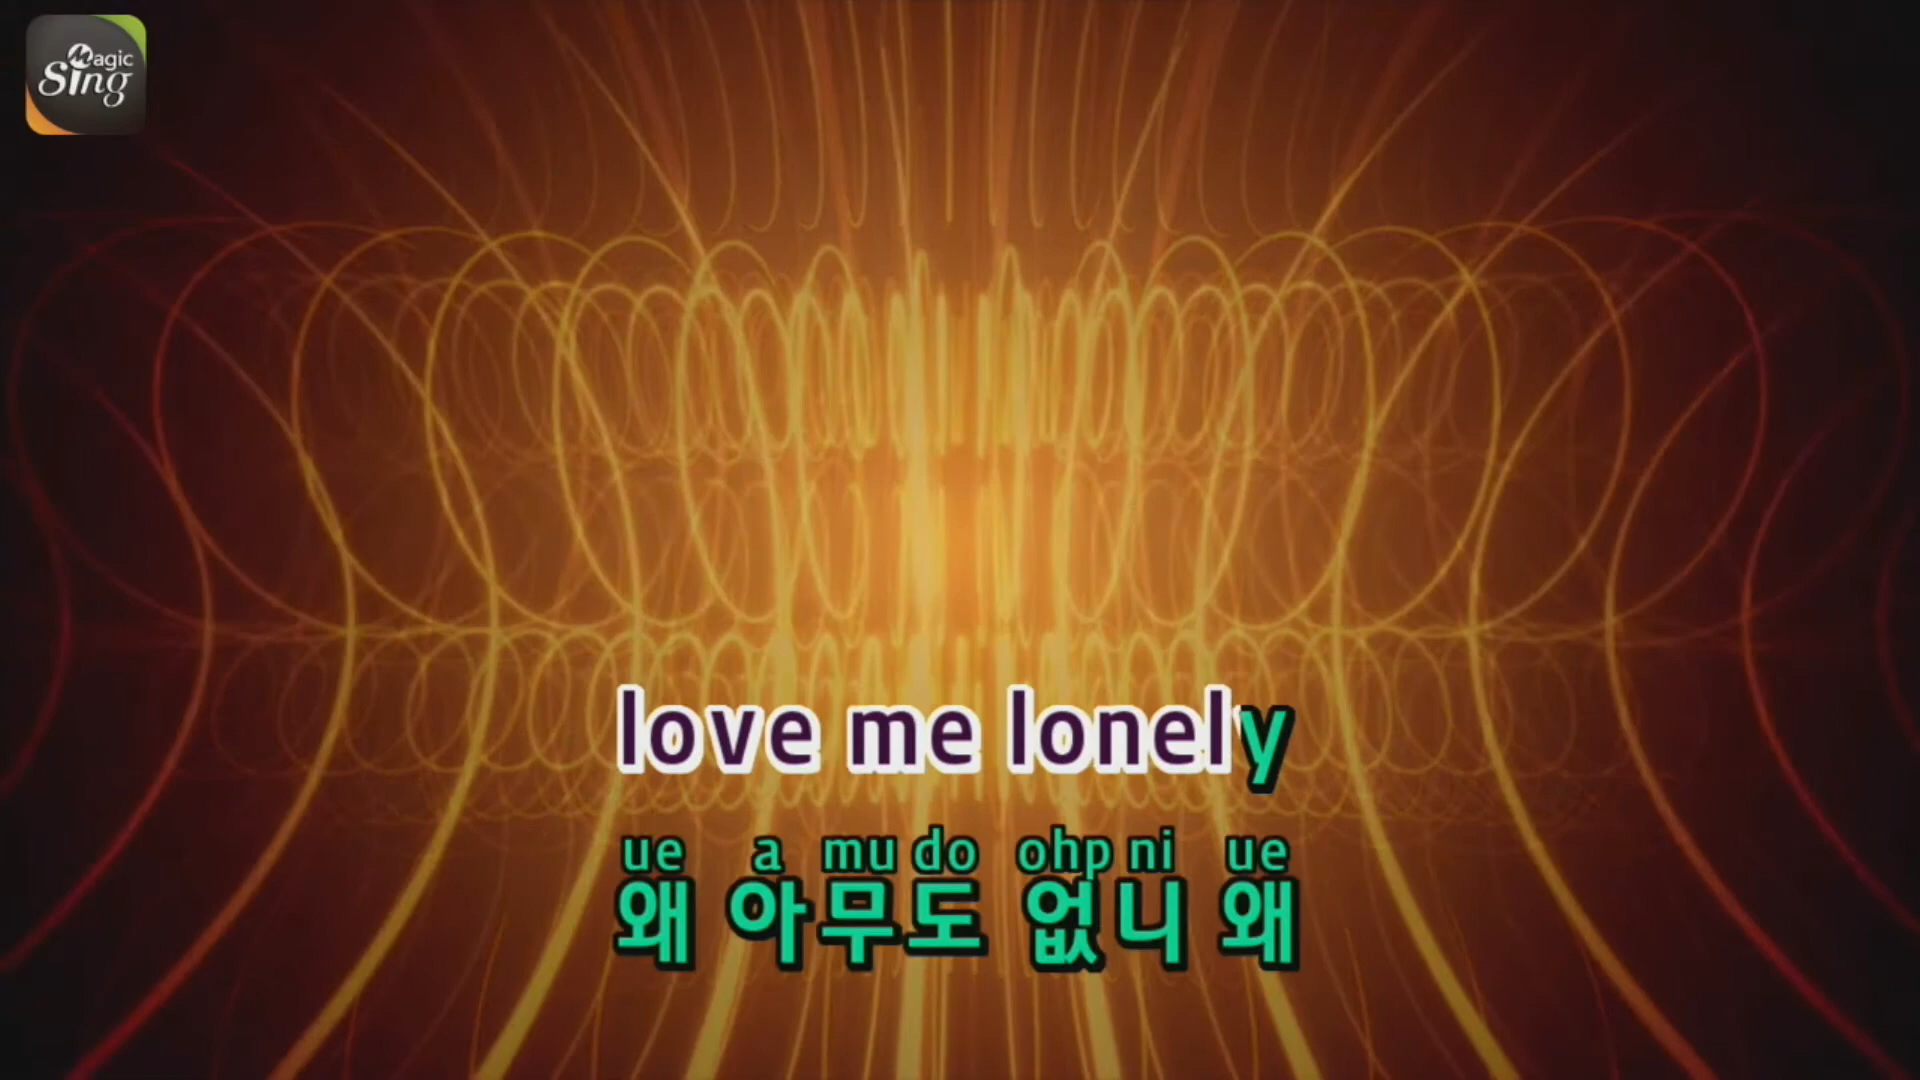 Magic
Sing
love me lonely
ue a mu do ohp ni ue
왜 아무도 없니 왜